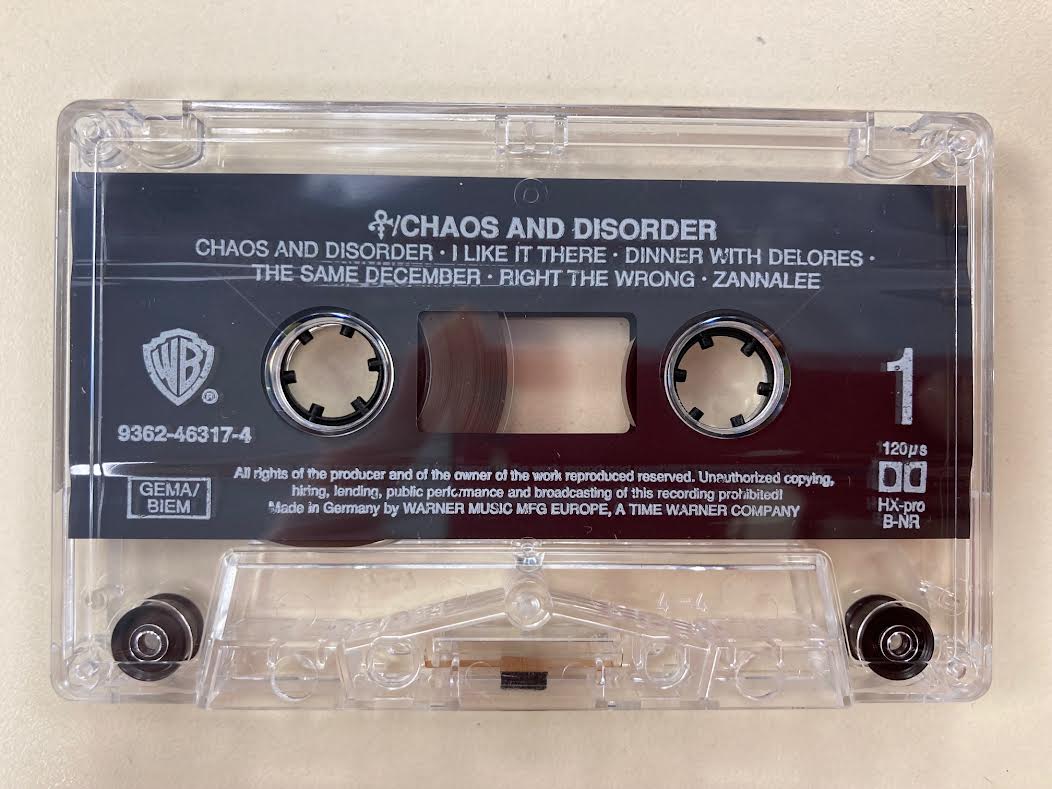 /CHAOS AND DISORDER
CHAOS AND DISORDER · I LIKE IT THERE · DINNER WITH DELORES ·
THE SAME DECEMBER · RIGHT THE WRONG · ZANNALEE
WB
®
9362-46317-4
1
120µs
HX-pro
B-NR
GEMA/
BIEM
All rights of the producer and of the owner of the work reproduced reserved. Unauthorized copying,
hiring, lending, public performance and broadcasting of this recording prohibited!
Made in Germany by WARNER MUSIC MFG EUROPE, A TIME WARNER COMPANY